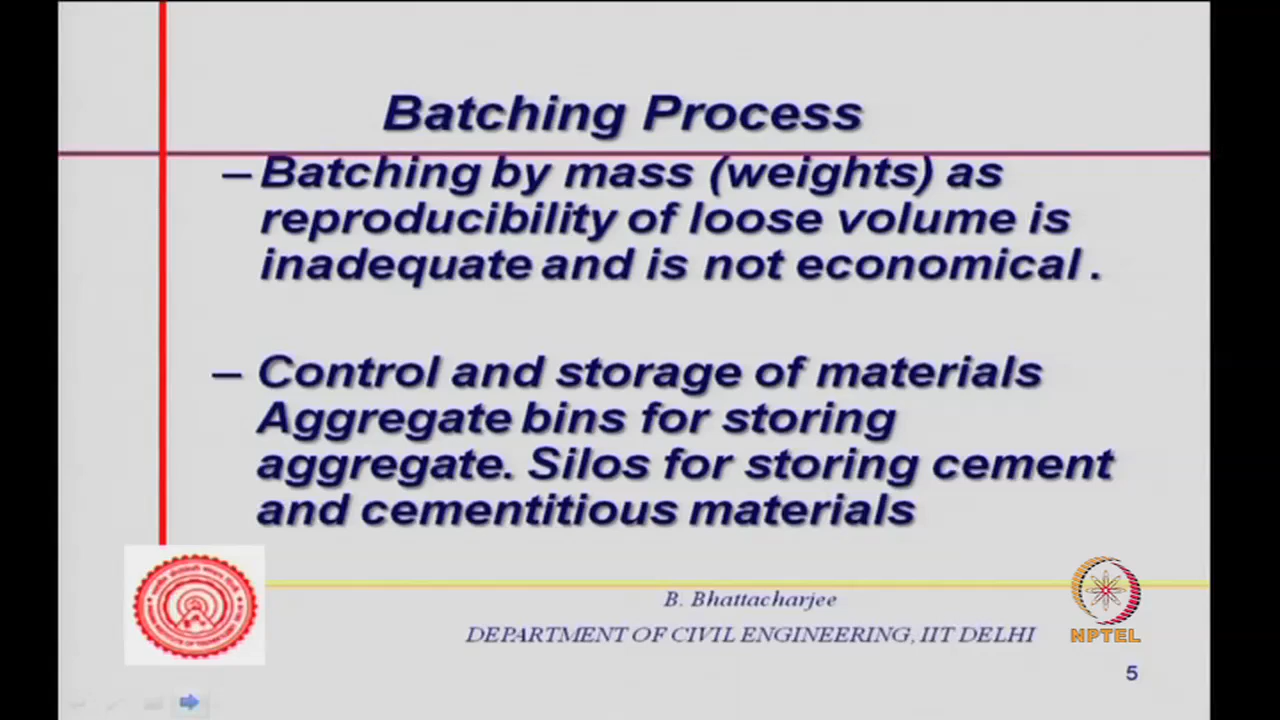 Batching Process
– Batching by mass (weights) as
reproducibility of loose volume is
inadequate and is not economical .
– Control and storage of materials
Aggregate bins for storing
aggregate. Silos for storing cement
and cementitious materials
B. Bhattacharjee
DEPARTMENT OF CIVIL ENGINEERING, IIT DELHI
NPTEL
5